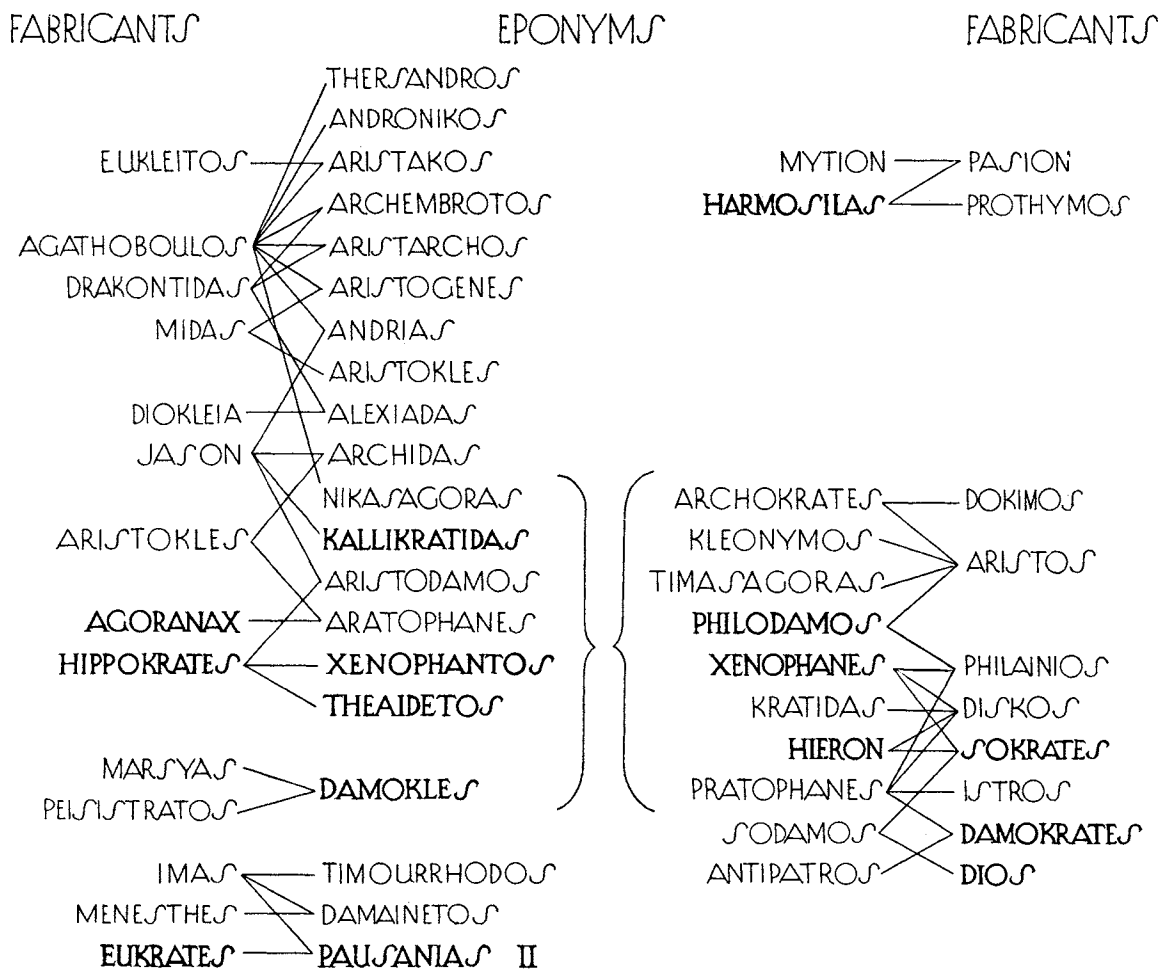 FABRICANTS EPONYMS FABRICANTS
THERSANDROS
ANDRONIKOS
EUKLEITOS ARISTAKOS MYTION PASION
ARCHEMBROTOS HARMOSILAS PROTHYMOS
AGATHOBOULOS ARISTARCHOS
DRAKONTIDAS ARISTOGENES
MIDAS ANDRIAS
ARISTOKLES
DIOKLEIA ALEXIADAS
JASON ARCHIDAS
NIKASAGORAS ARCHOKRATES DOKIMOS
ARISTOKLES KALLIKRATIDAS KLEONYMOS
ARISTODAMOS TIMASAGORAS ARISTOS
AGORANAX ARATOPHANES PHILODAMOS
HIPPOKRATES XENOPHANTOS XENOPHANES PHILAINIOS
THEAIDETOS KRATIDAS DISKOS
HIERON SOKRATES
MARSYAS DAMOKLES PRATOPHANES ISTROS
PEISISTRATOS SODAMOS DAMOKRATES
IMAS TIMOURRHODOS ANTIPATROS DIOS
MENESTHES DAMAINETOS
EUKRATES PAUSANIAS II